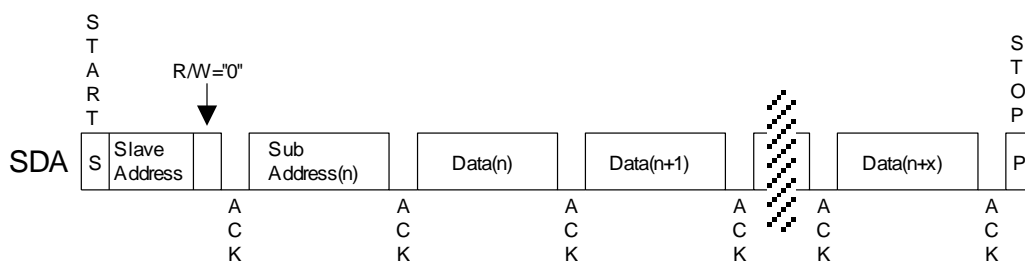 START
STOP
R/W="0"
SDA
S
Slave
Address
Sub
Address(n)
Data(n)
Data(n+1)
Data(n+x)
P
ACK
ACK
ACK
ACK
ACK
ACK